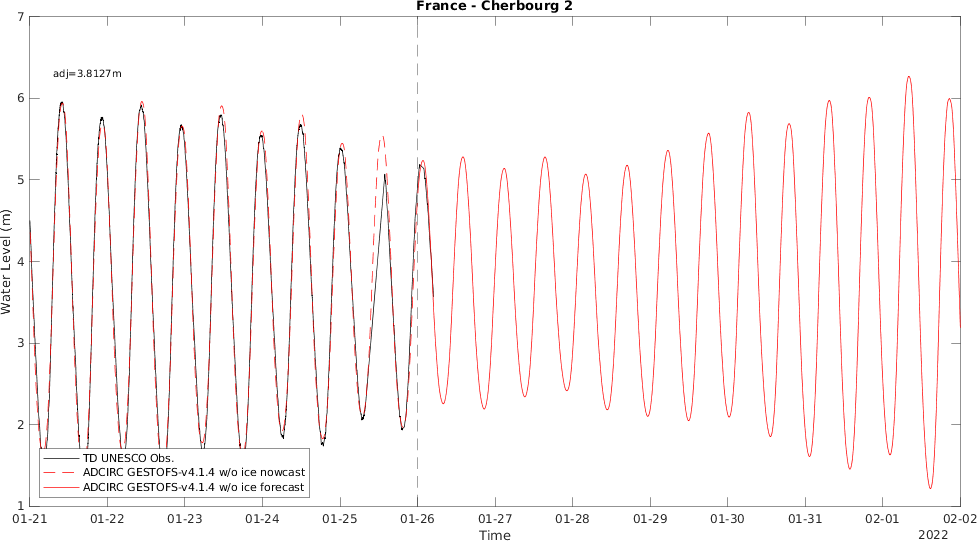 France - Cherbourg 2
7
adj=3.8127m
6
5
4
3
2
1
Water Level (m)
TD UNESCO Obs.
ADCIRC GESTOFS-v4.1.4 w/o ice nowcast
ADCIRC GESTOFS-v4.1.4 w/o ice forecast
01-21 01-22 01-23 01-24 01-25 01-26 01-27 01-28 01-29 01-30 01-31 02-01 02-02
Time
2022